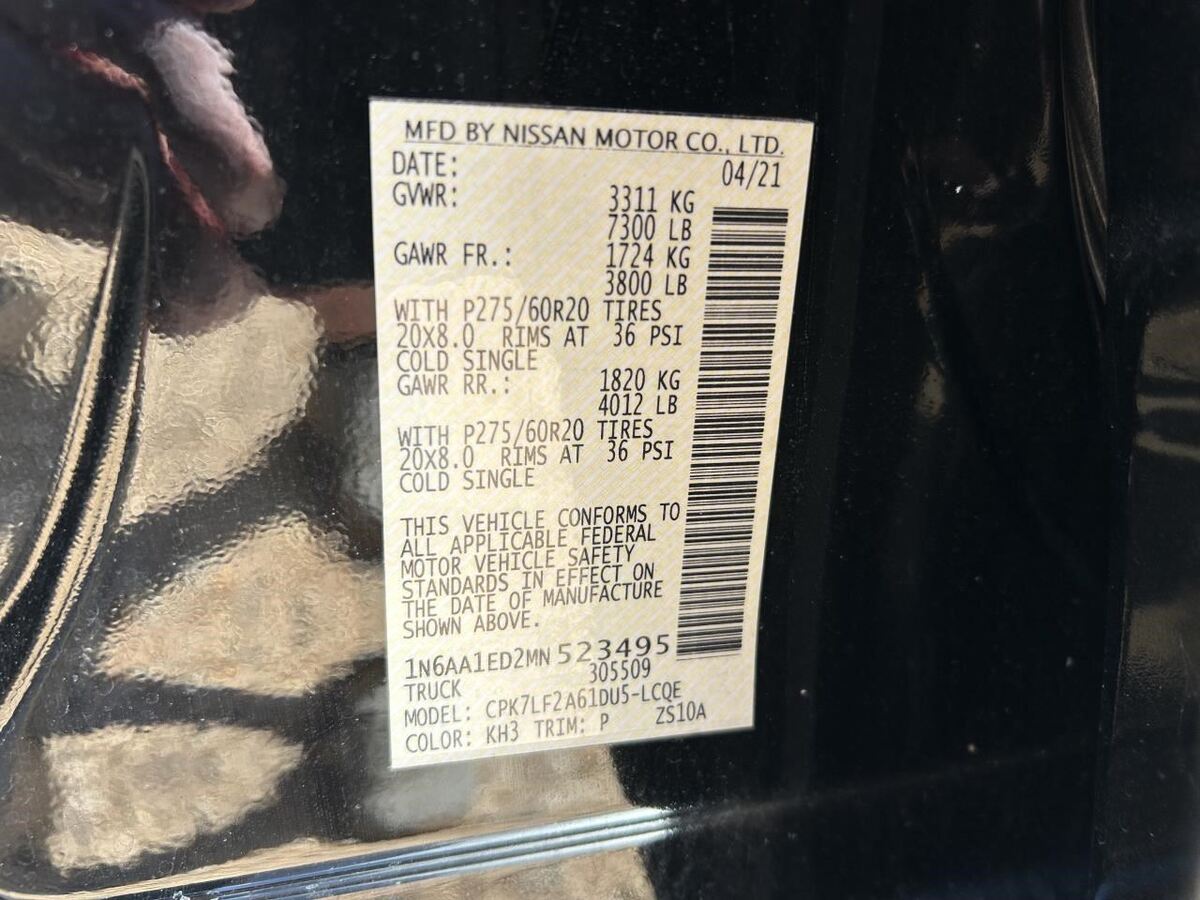 MFD BY NISSAN MOTOR CO., LTD.
DATE: 04/21
GVWR: 3311 KG
7300 LB
GAWR FR.: 1724 KG
3800 LB
WITH P275/60R20 TIRES
20X8.0 RIMS AT 36 PSI
COLD SINGLE
GAWR RR.: 1820 KG
4012 LB
WITH P275/60R20 TIRES
20X8.0 RIMS AT 36 PSI
COLD SINGLE
THIS VEHICLE CONFORMS TO
ALL APPLICABLE FEDERAL
MOTOR VEHICLE SAFETY
STANDARDS IN EFFECT ON
THE DATE OF MANUFACTURE
SHOWN ABOVE.
1N6AA1ED2MN 523495
TRUCK 305509
MODEL: CPK7LF2A61DU5-LCQE
COLOR: KH3 TRIM: P ZS10A